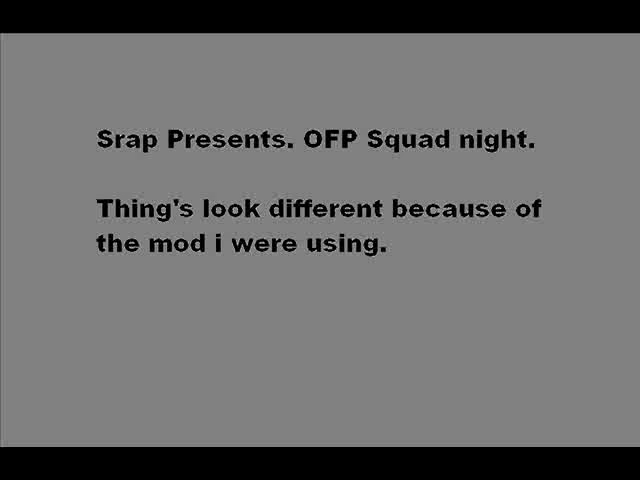 Srap Presents. OFP Squad night.
Thing's look different because of
the mod i were using.